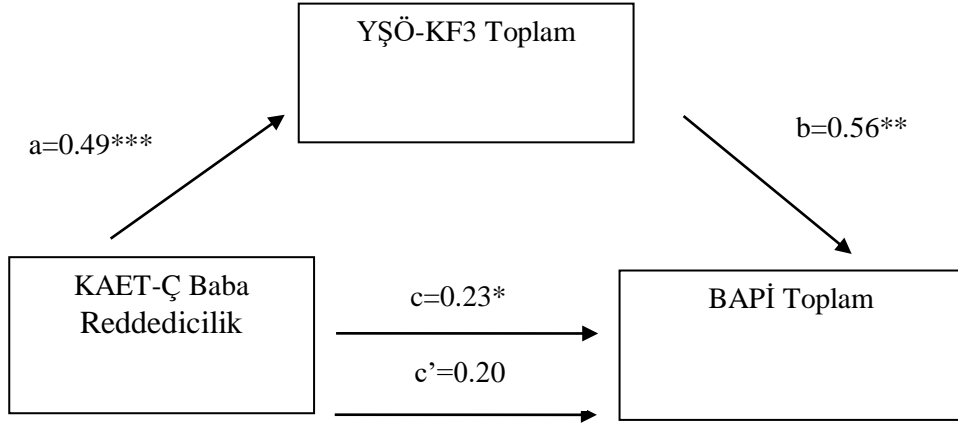 YŞÖ-KF3 Toplam
a=0.49***
b=0.56**
KAET-Ç Baba
Reddedicilik
c=0.23*
BAPİ Toplam
c’=0.20